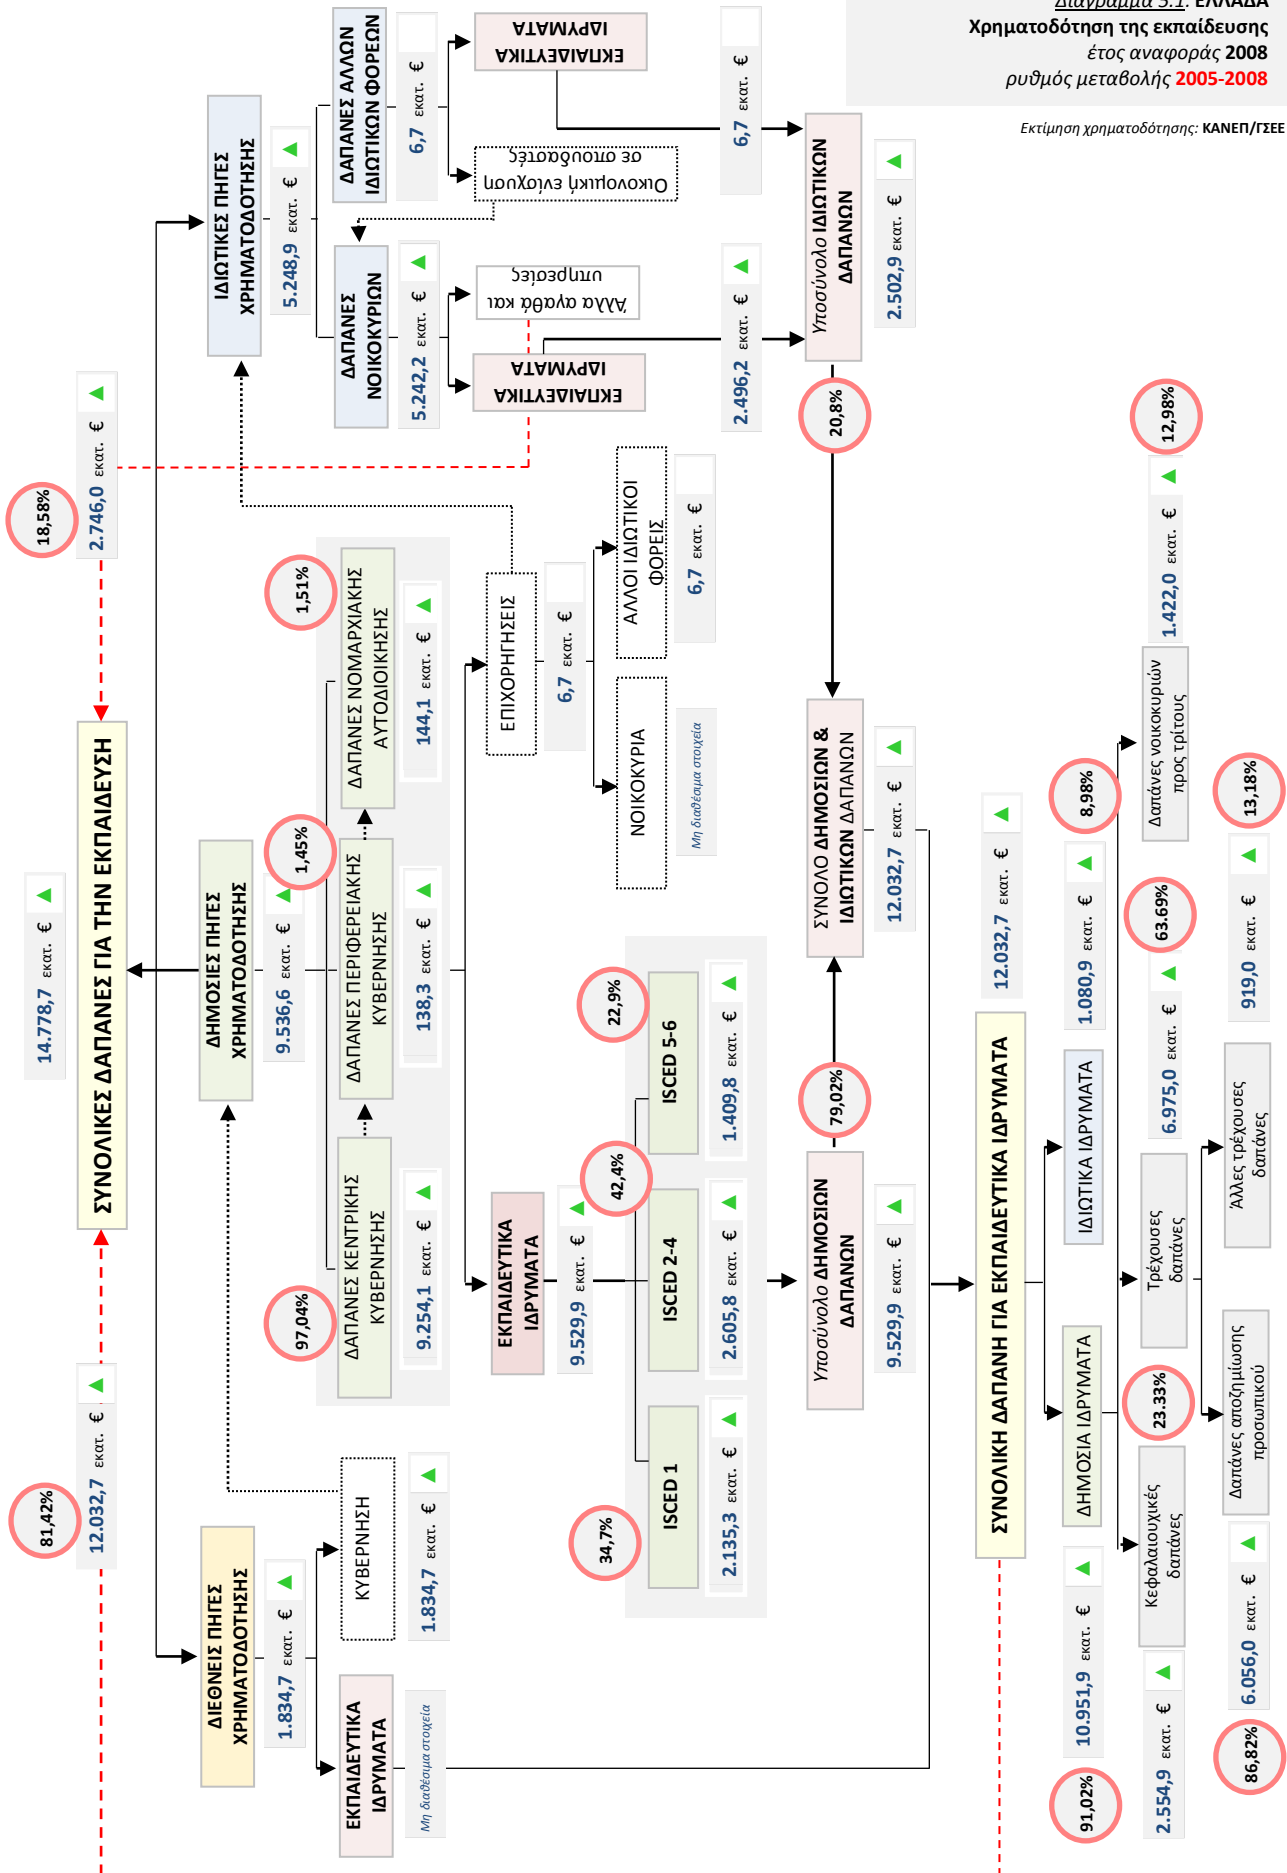 Διάγραμμα 5.1. ΕΛΛΑΔΑ
Χρηματοδότηση της εκπαίδευσης
έτος αναφοράς 2008
ρυθμός μεταβολής 2005-2008
Εκτίμηση χρηματοδότησης: ΚΑΝΕΠ/ΓΣΕΕ
14.778,7 εκατ. €
81,42%
12.032,7 εκατ. €
ΣΥΝΟΛΙΚΕΣ ΔΑΠΑΝΕΣ ΓΙΑ ΤΗΝ ΕΚΠΑΙΔΕΥΣΗ
18,58%
2.746,0 εκατ. €
ΔΙΕΘΝΕΙΣ ΠΗΓΕΣ
ΧΡΗΜΑΤΟΔΟΤΗΣΗΣ
1.834,7 εκατ. €
ΔΗΜΟΣΙΕΣ ΠΗΓΕΣ
ΧΡΗΜΑΤΟΔΟΤΗΣΗΣ
9.536,6 εκατ. €
ΙΔΙΩΤΙΚΕΣ ΠΗΓΕΣ
ΧΡΗΜΑΤΟΔΟΤΗΣΗΣ
5.248,9 εκατ. €
ΕΚΠΑΙΔΕΥΤΙΚΑ
ΙΔΡΥΜΑΤΑ
Μη διαθέσιμα στοιχεία
ΚΥΒΕΡΝΗΣΗ
1.834,7 εκατ. €
97,04%
ΔΑΠΑΝΕΣ ΚΕΝΤΡΙΚΗΣ
ΚΥΒΕΡΝΗΣΗΣ
9.254,1 εκατ. €
1,45%
ΔΑΠΑΝΕΣ ΠΕΡΙΦΕΡΕΙΑΚΗΣ
ΚΥΒΕΡΝΗΣΗΣ
138,3 εκατ. €
1,51%
ΔΑΠΑΝΕΣ ΝΟΜΑΡΧΙΑΚΗΣ
ΑΥΤΟΔΙΟΙΚΗΣΗΣ
144,1 εκατ. €
ΔΑΠΑΝΕΣ
ΝΟΙΚΟΚΥΡΙΩΝ
5.242,2 εκατ. €
ΔΑΠΑΝΕΣ ΑΛΛΩΝ
ΙΔΙΩΤΙΚΩΝ ΦΟΡΕΩΝ
6,7 εκατ. €
ΕΚΠΑΙΔΕΥΤΙΚΑ
ΙΔΡΥΜΑΤΑ
Άλλα αγαθά και
υπηρεσίες
Οικονομική ενίσχυση
σε σπουδαστές
ΕΚΠΑΙΔΕΥΤΙΚΑ
ΙΔΡΥΜΑΤΑ
2.496,2 εκατ. €
6,7 εκατ. €
ΕΚΠΑΙΔΕΥΤΙΚΑ
ΙΔΡΥΜΑΤΑ
9.529,9 εκατ. €
ΕΠΙΧΟΡΗΓΗΣΕΙΣ
6,7 εκατ. €
ΝΟΙΚΟΚΥΡΙΑ
Μη διαθέσιμα στοιχεία
ΑΛΛΟΙ ΙΔΙΩΤΙΚΟΙ
ΦΟΡΕΙΣ
6,7 εκατ. €
34,7%
ISCED 1
2.135,3 εκατ. €
42,4%
ISCED 2-4
2.605,8 εκατ. €
22,9%
ISCED 5-6
1.409,8 εκατ. €
Υποσύνολο ΔΗΜΟΣΙΩΝ
ΔΑΠΑΝΩΝ
9.529,9 εκατ. €
79,02%
ΣΥΝΟΛΟ ΔΗΜΟΣΙΩΝ &
ΙΔΙΩΤΙΚΩΝ ΔΑΠΑΝΩΝ
12.032,7 εκατ. €
20,8%
Υποσύνολο ΙΔΙΩΤΙΚΩΝ
ΔΑΠΑΝΩΝ
2.502,9 εκατ. €
ΣΥΝΟΛΙΚΗ ΔΑΠΑΝΗ ΓΙΑ ΕΚΠΑΙΔΕΥΤΙΚΑ ΙΔΡΥΜΑΤΑ
12.032,7 εκατ. €
91,02%
10.951,9 εκατ. €
ΔΗΜΟΣΙΑ ΙΔΡΥΜΑΤΑ
ΙΔΙΩΤΙΚΑ ΙΔΡΥΜΑΤΑ
1.080,9 εκατ. €
8,98%
2.554,9 εκατ. €
Κεφαλαιουχικές
δαπάνες
23.33%
Τρέχουσες
δαπάνες
6.975,0 εκατ. €
63.69%
Δαπάνες νοικοκυριών
προς τρίτους
1.422,0 εκατ. €
12,98%
86,82%
6.056,0 εκατ. €
Δαπάνες αποζημίωσης
προσωπικού
Άλλες τρέχουσες
δαπάνες
919,0 εκατ. €
13,18%